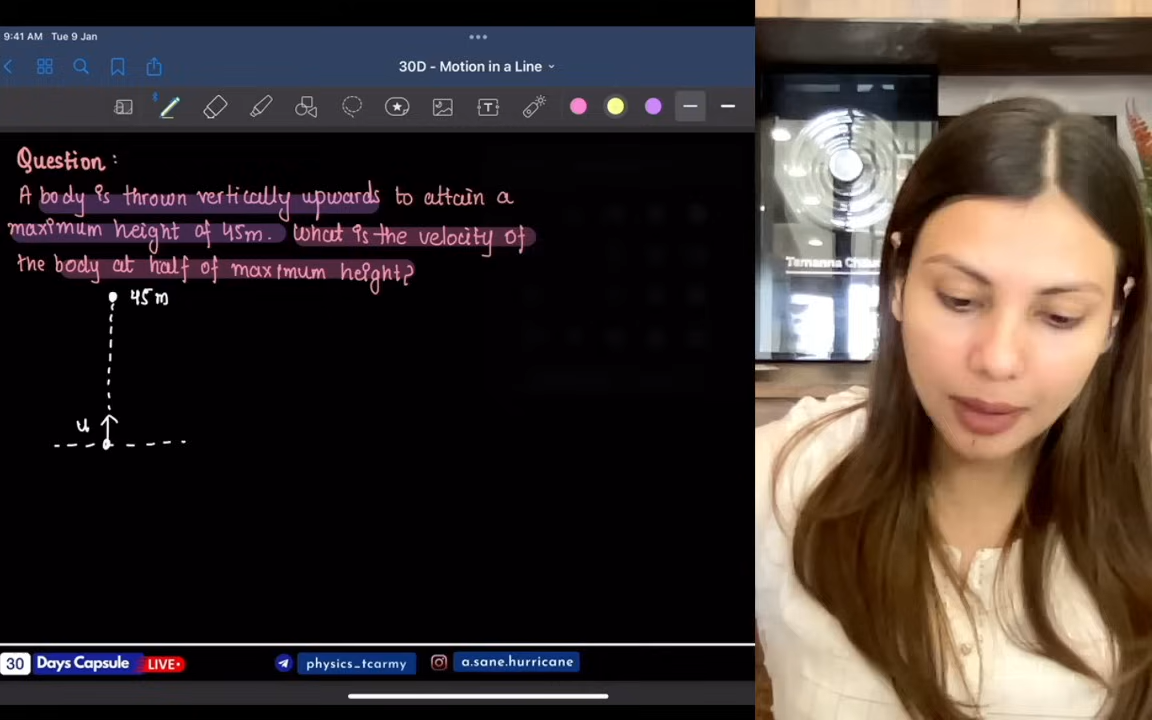 9:41 AM Tue 9 Jan
30D - Motion in a Line
T
Question:
A body is thrown vertically upwards to attain a
maximum height of 45m. What is the velocity of
the body at half of maximum height?
45m
u
Tamanna
30 Days Capsule LIVE
physics_tcarmy
a.sane.hurricane